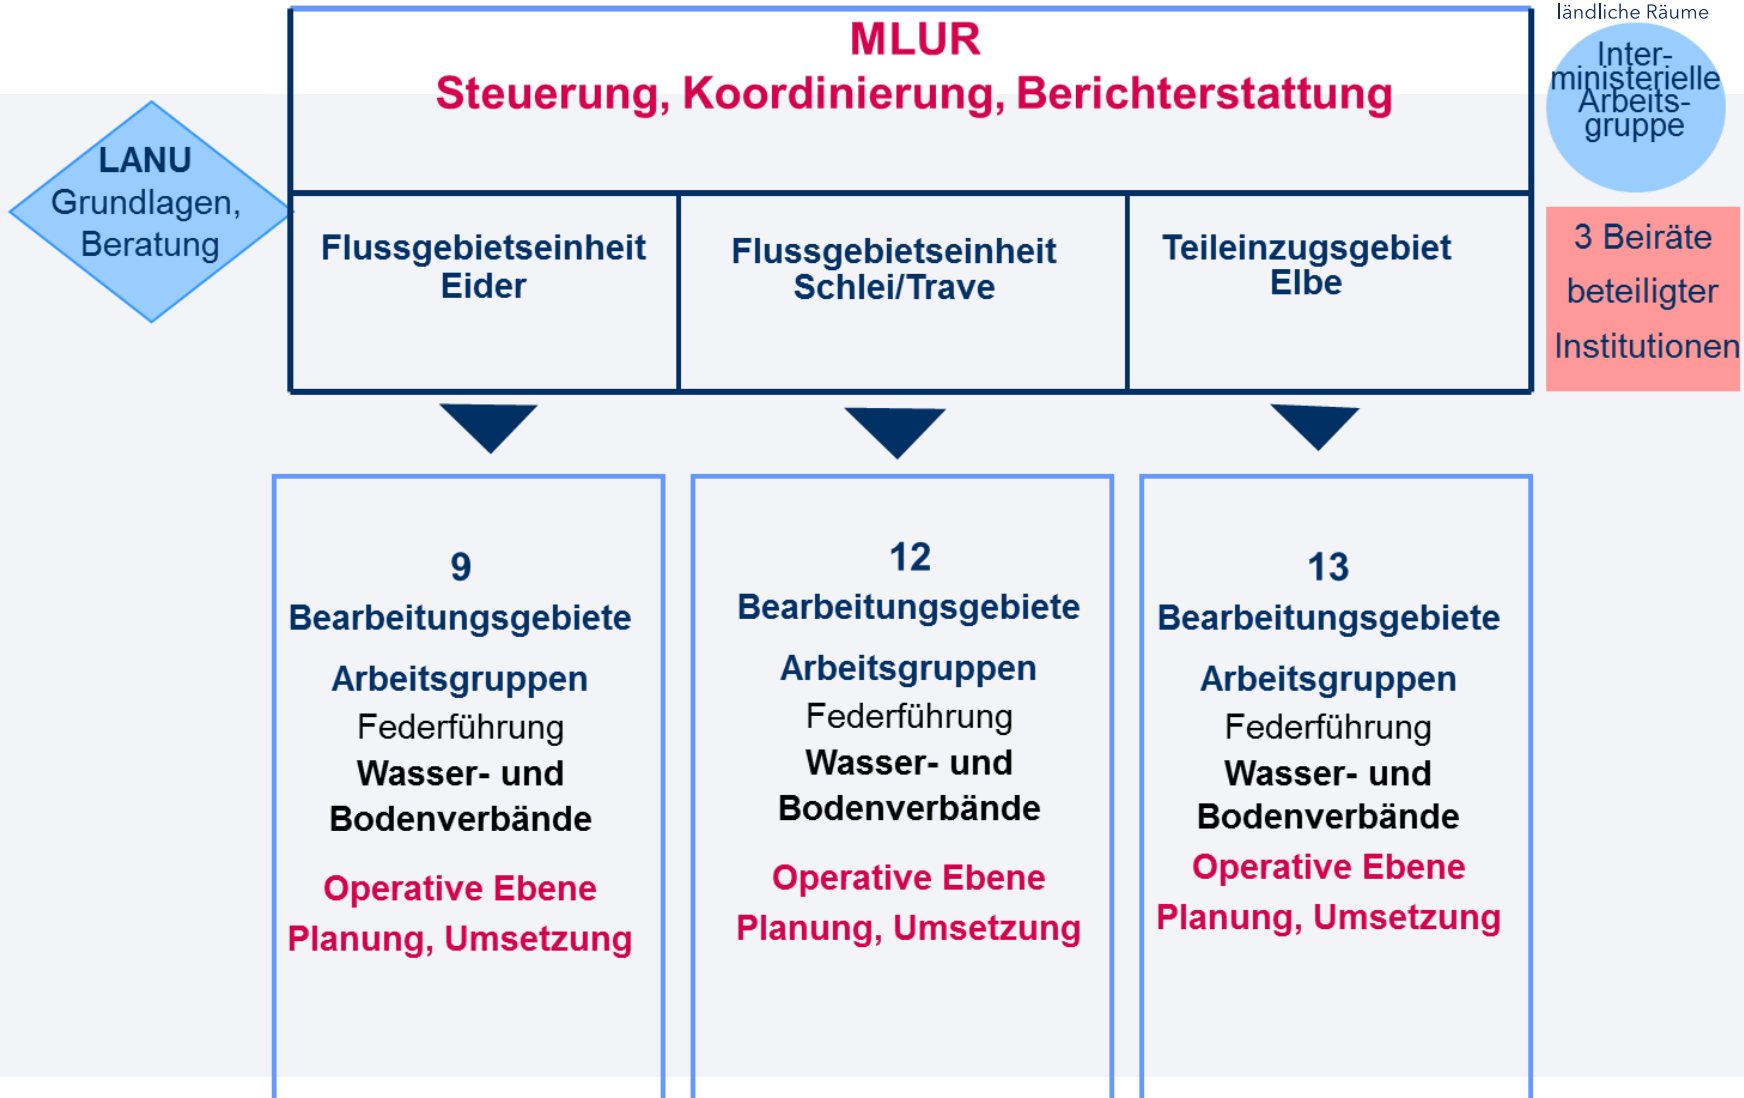 ländliche Räume
MLUR
Steuerung, Koordinierung, Berichterstattung
Inter-
ministerielle
Arbeits-
gruppe
LANU
Grundlagen,
Beratung
Flussgebietseinheit
Eider
Flussgebietseinheit
Schlei/Trave
Teileinzugsgebiet
Elbe
3 Beiräte
beteiligter
Institutionen
9
Bearbeitungsgebiete
Arbeitsgruppen
Federführung
Wasser- und
Bodenverbände
Operative Ebene
Planung, Umsetzung
12
Bearbeitungsgebiete
Arbeitsgruppen
Federführung
Wasser- und
Bodenverbände
Operative Ebene
Planung, Umsetzung
13
Bearbeitungsgebiete
Arbeitsgruppen
Federführung
Wasser- und
Bodenverbände
Operative Ebene
Planung, Umsetzung